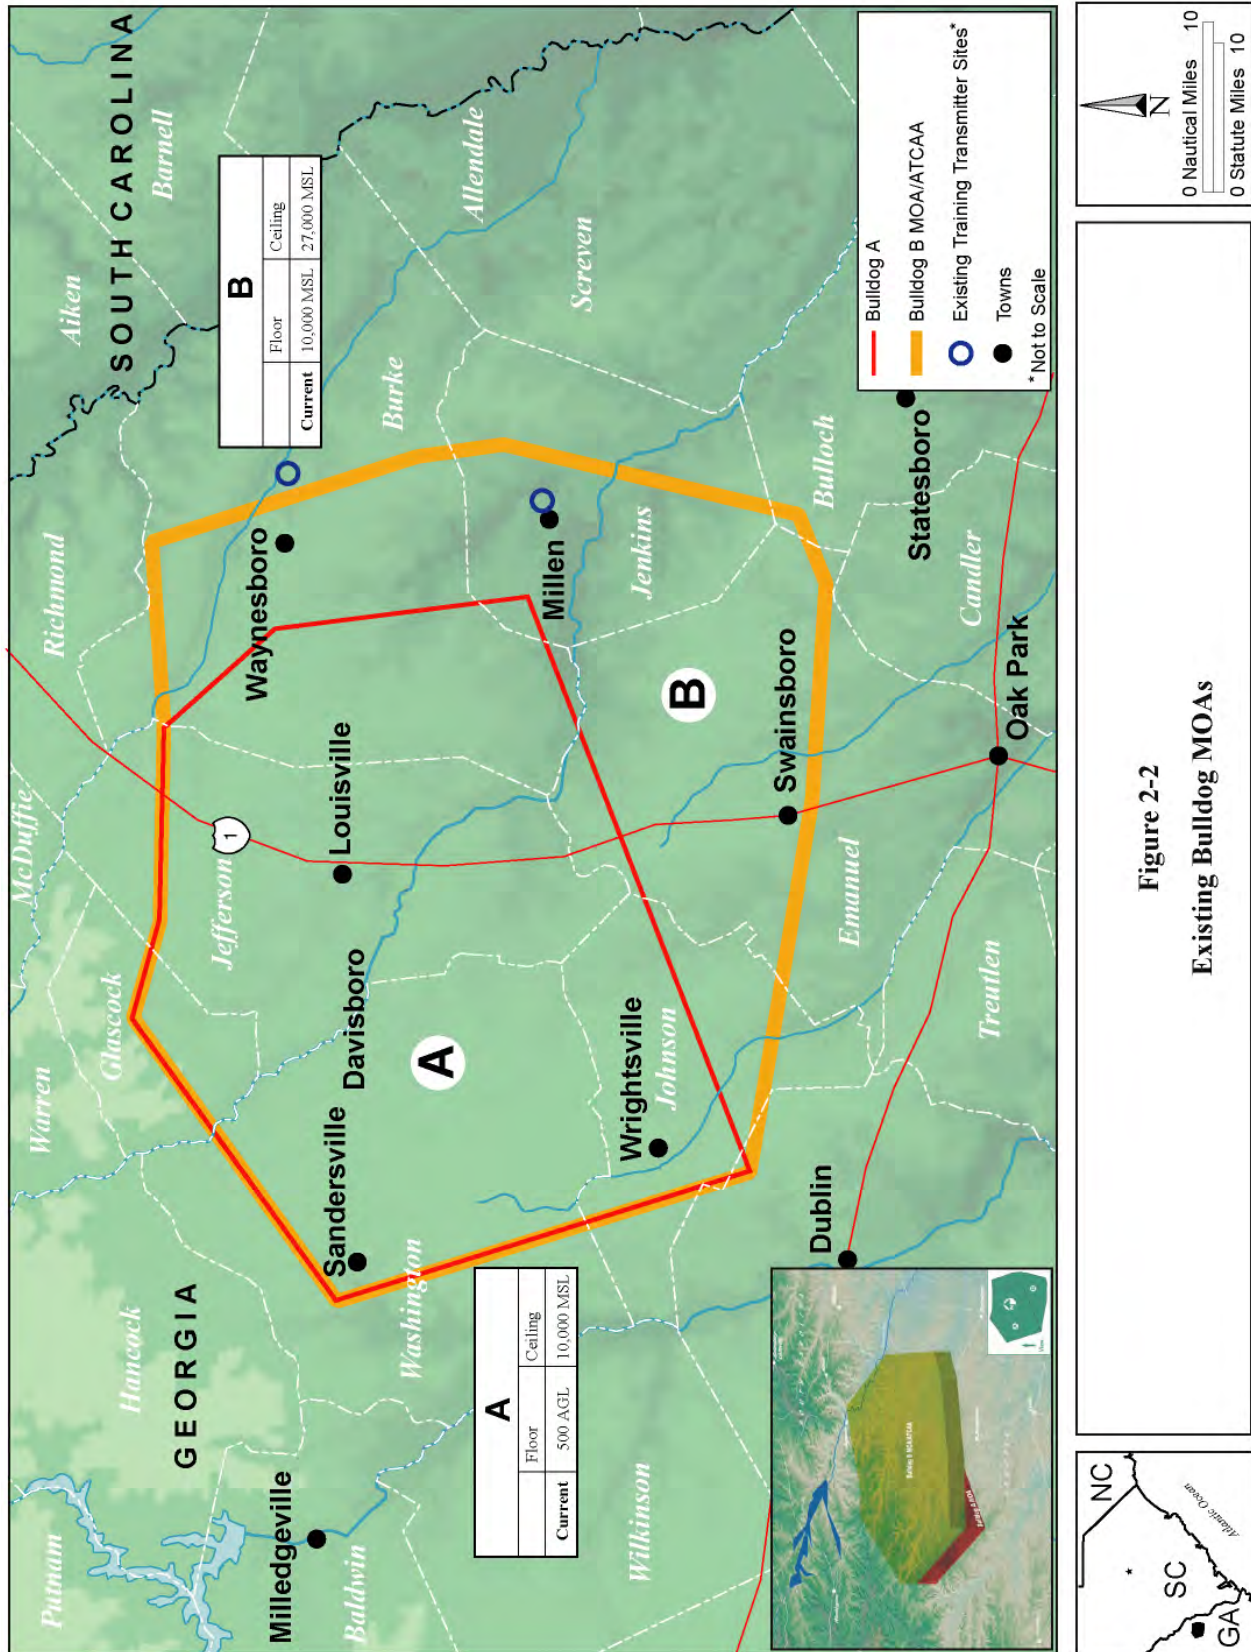 SOUTH CAROLINA
Aiken
Barnell
Allendale
Richmond
McDuffie
Warren
Glascock
Hancock
GEORGIA
Putnam
Baldwin
Milledgeville
Wilkinson
Washington
Jefferson
Burke
Screven
Jenkins
Bulloch
Candler
Emanuel
Treutlen
Johnson
B
Floor Ceiling
Current 10,000 MSL 27,000 MSL
A
Floor Ceiling
Current 500 AGL 10,000 MSL
Waynesboro
Louisville
1
Davisboro
Sandersville
A
Millen
B
Wrightsville
Swainsboro
Statesboro
Dublin
Oak Park
Bulldog A
Bulldog B MOA/ATCAA
Existing Training Transmitter Sites*
Towns
*Not to Scale
NC
SC
GA
Atlantic Ocean
Figure 2-2
Existing Bulldog MOAs
N
0 Nautical Miles 10
0 Statute Miles 10